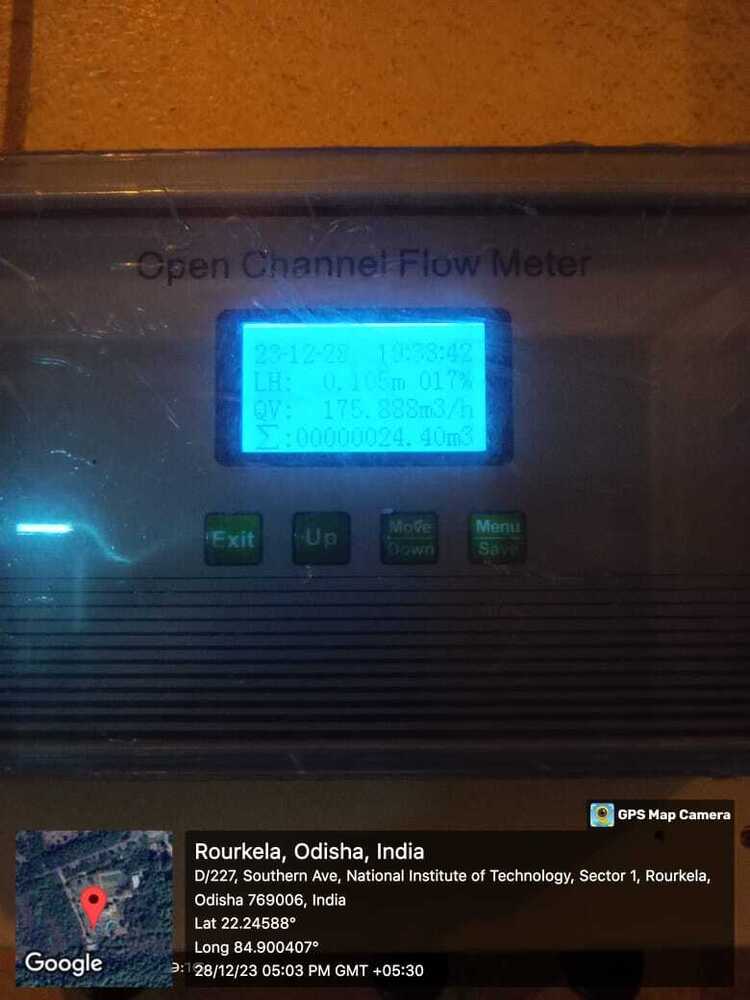 Open Channel Flow Meter
23-12-28 19:38:42
LH: 0.105m 017%
QV: 175.888m3/h
Σ:00000024.40m3
Exit
Up
Move
Down
Menu
Save
GPS Map Camera
Rourkela, Odisha, India
D/227, Southern Ave, National Institute of Technology, Sector 1, Rourkela,
Odisha 769006, India
Lat 22.24588°
Long 84.900407°
28/12/23 05:03 PM GMT +05:30
Google